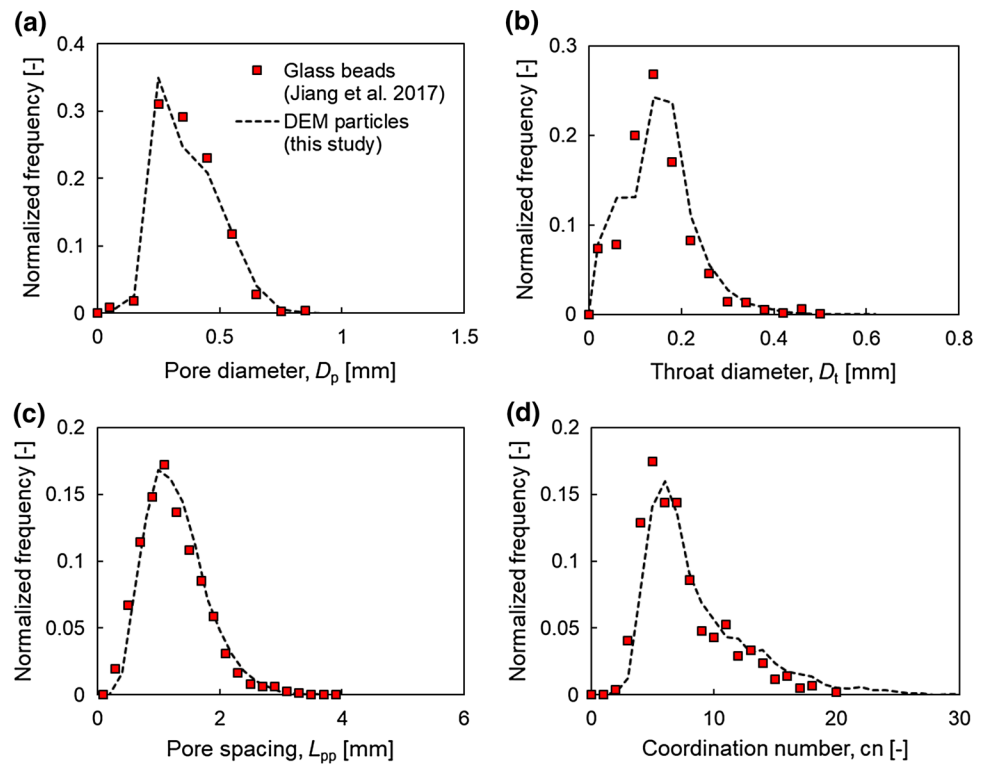 (a)
Normalized frequency [-]
0.4
0.3
0.2
0.1
0
0
0.5
1
1.5
Pore diameter, Dp [mm]
Glass beads
(Jiang et al. 2017)
DEM particles
(this study)
(b)
Normalized frequency [-]
0.3
0.2
0.1
0
0
0.2
0.4
0.6
0.8
Throat diameter, Dt [mm]
(c)
Normalized frequency [-]
0.2
0.15
0.1
0.05
0
0
2
4
6
Pore spacing, Lpp [mm]
(d)
Normalized frequency [-]
0.2
0.15
0.1
0.05
0
0
10
20
30
Coordination number, cn [-]